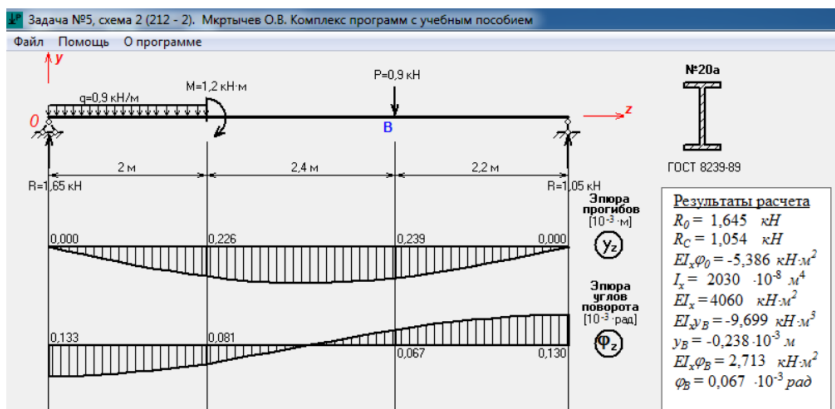 Задача №5, схема 2 (212 - 2). Мкртычев О.В. Комплекс программ с учебным пособием
Файл Помощь О программе
y
M=1,2 кН·м
P=0,9 кН
№20а
q=0,9 кН/м
0
z
B
2 м
2,4 м
2,2 м
ГОСТ 8239-89
R=1,65 кН
R=1,05 кН
Эпюра
прогибов
[10⁻³·м]
0,000
0,226
0,239
0,000
y_z
Эпюра
углов
поворота
[10⁻³·рад]
0,133
0,081
0,067
0,130
φ_z
Результаты расчета
R₀ = 1,645 кН
R_C = 1,054 кН
EIₓφ₀ = -5,386 кН·м²
Iₓ = 2030 ·10⁻⁸ м⁴
EIₓ = 4060 кН·м²
EIₓy_B = -9,699 кН·м³
y_B = -0,238·10⁻³ м
EIₓφ_B = 2,713 кН·м²
φ_B = 0,067 ·10⁻³ рад